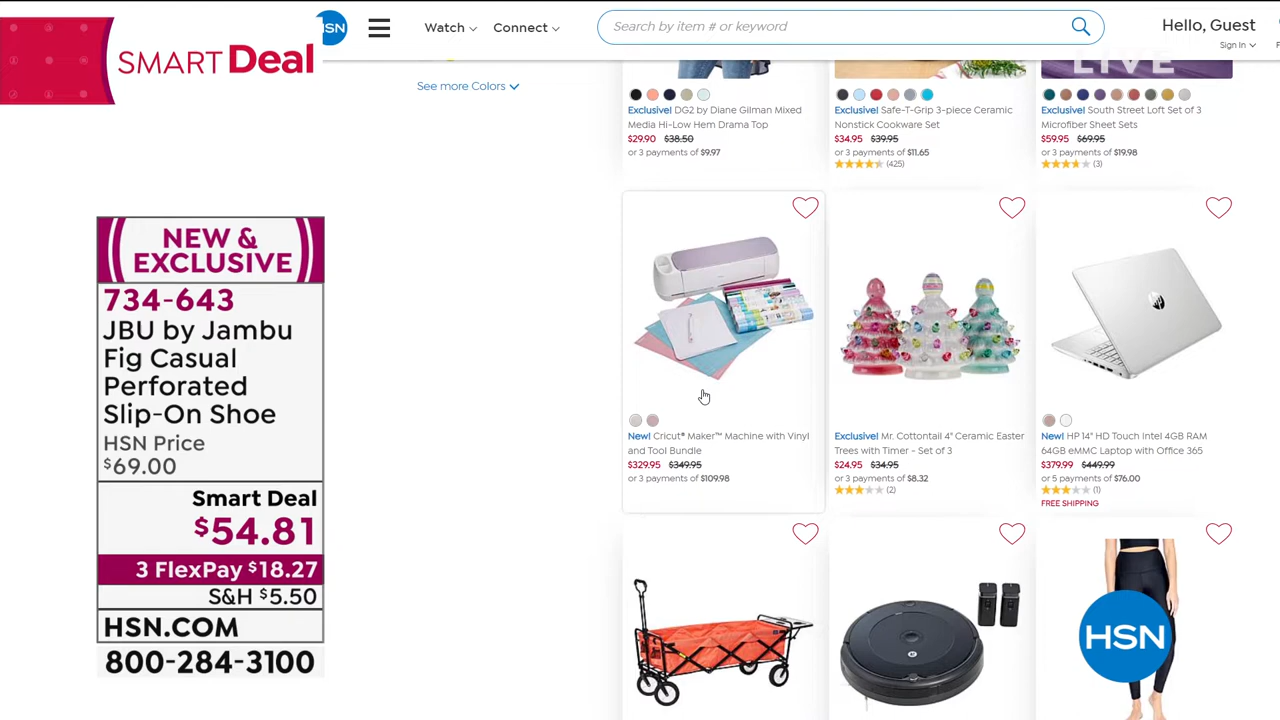 SMART Deal
HSN
Watch
Connect
Search by item # or keyword
Hello, Guest
Sign In
LIVE
See more Colors
Exclusive! DG2 by Diane Gilman Mixed
Media Hi-Low Hem Drama Top
$29.90 $38.50
or 3 payments of $9.97
Exclusive! Safe-T-Grip 3-piece Ceramic
Nonstick Cookware Set
$34.95 $39.95
or 3 payments of $11.65
(425)
Exclusive! South Street Loft Set of 3
Microfiber Sheet Sets
$59.95 $69.95
or 3 payments of $19.98
(3)
NEW &
EXCLUSIVE
734-643
JBU by Jambu
Fig Casual
Perforated
Slip-On Shoe
HSN Price
$69.00
Smart Deal
$54.81
3 FlexPay $18.27
S&H $5.50
HSN.COM
800-284-3100
New! Cricut® Maker™ Machine with Vinyl
and Tool Bundle
$329.95 $349.95
or 3 payments of $109.98
Exclusive! Mr. Cottontail 4" Ceramic Easter
Trees with Timer - Set of 3
$24.95 $34.95
or 3 payments of $8.32
(2)
New! HP 14" HD Touch Intel 4GB RAM
64GB eMMC Laptop with Office 365
$379.99 $449.99
or 5 payments of $76.00
(1)
FREE SHIPPING
HSN